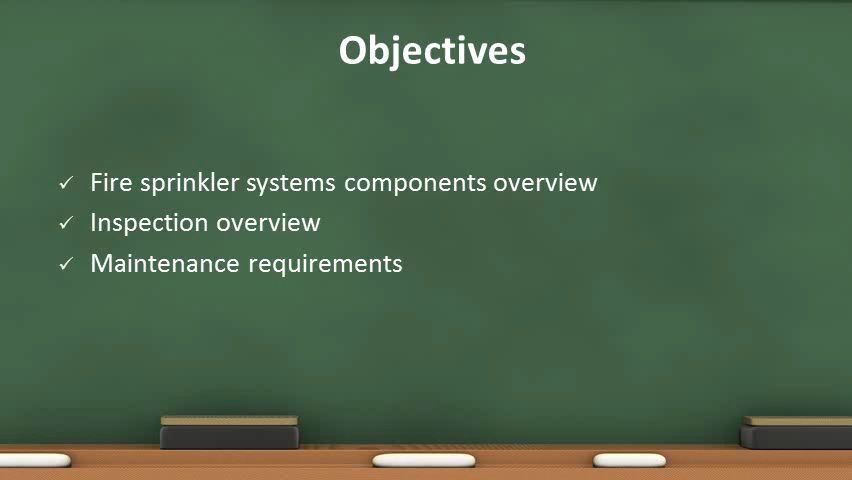 Objectives
✓ Fire sprinkler systems components overview
✓ Inspection overview
✓ Maintenance requirements